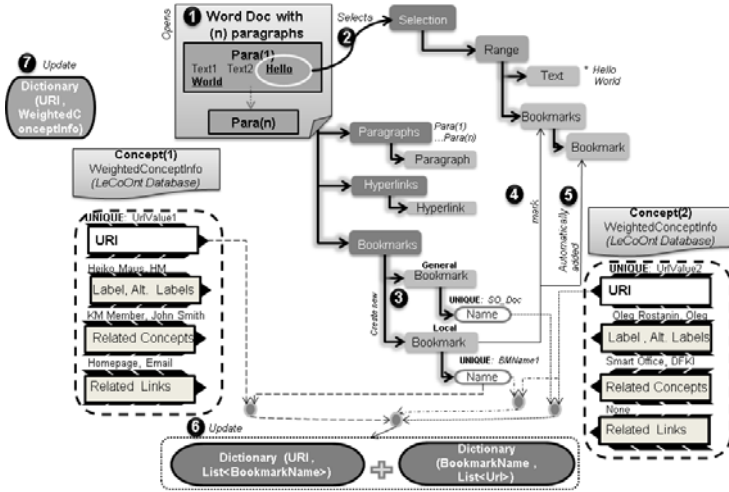 Opens
1 Word Doc with
(n) paragraphs
Para(1)
Text1 Text2 Hello
World
Para(n)
Selects
2
Selection
Range
Text
* Hello
World
Bookmarks
Bookmark
7 Update
Dictionary
(URI ,
WeightedC
onceptInfo)
Paragraphs
Para(1)
...Para(n)
Paragraph
Hyperlinks
Hyperlink
Bookmarks
General
Bookmark
3
Create new
UNIQUE: SO_Doc
Name
Local
Bookmark
UNIQUE: BMName1
Name
4
mark
5
Automatically
added
Concept(1)
WeightedConceptInfo
(LeCoOnt Database)
UNIQUE: UrlValue1
URI
Heiko Maus, HM
Label, Alt. Labels
KM Member, John Smith
Related Concepts
Homepage, Email
Related Links
Concept(2)
WeightedConceptInfo
(LeCoOnt Database)
UNIQUE: UrlValue2
URI
Oleg Rostanin, Oleg
Label , Alt. Labels
Smart Office, DFKI
Related Concepts
None
Related Links
6 Update
Dictionary (URI ,
List<BookmarkName>)
+
Dictionary
(BookmarkName ,
List<Url>)